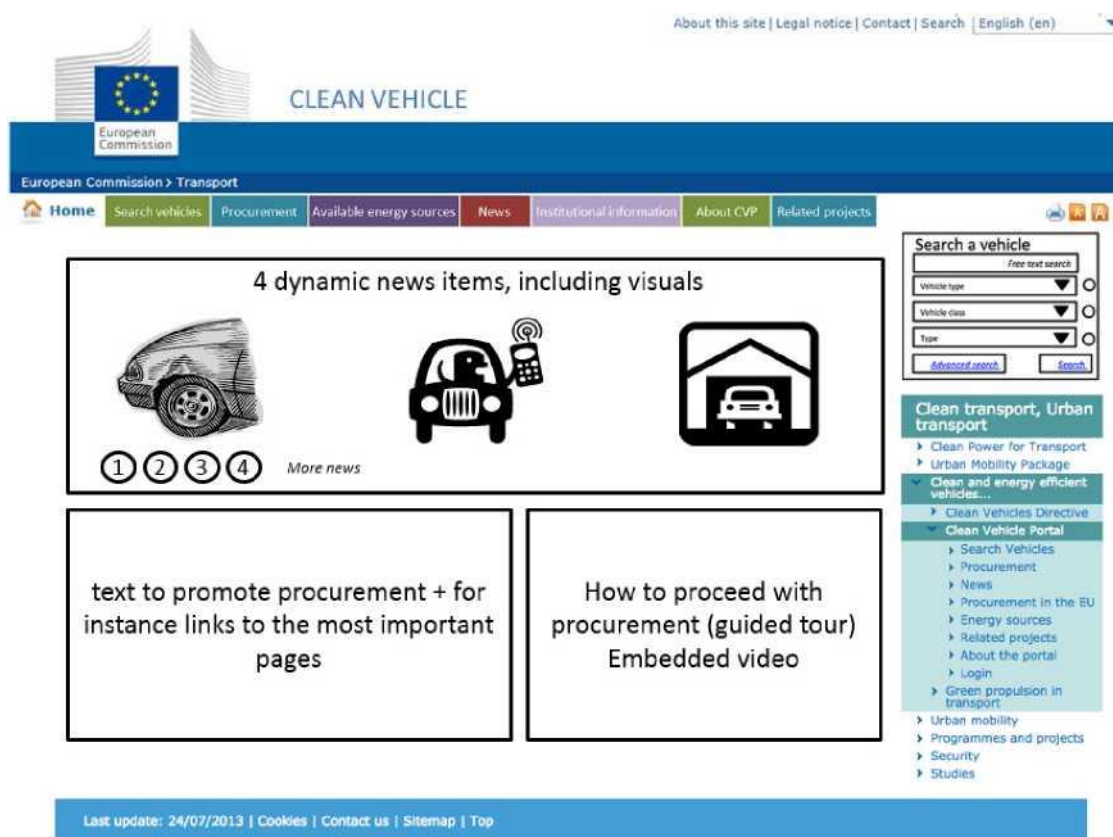 About this site | Legal notice | Contact | Search | English (en)
European
Commission
CLEAN VEHICLE
European Commission > Transport
Home Search vehicles Procurement Available energy sources News Institutional information About CVP Related projects
A A
4 dynamic news items, including visuals
1 2 3 4 More news
text to promote procurement + for
instance links to the most important
pages
How to proceed with
procurement (guided tour)
Embedded video
Search a vehicle
Free text search
Vehicle type
Vehicle class
Type
Advanced search Search
Clean transport, Urban
transport
Clean Power for Transport
Urban Mobility Package
Clean and energy efficient
vehicles...
Clean Vehicles Directive
Clean Vehicle Portal
Search Vehicles
Procurement
News
Procurement in the EU
Energy sources
Related projects
About the portal
Login
Green propulsion in
transport
Urban mobility
Programmes and projects
Security
Studies
Last update: 24/07/2013 | Cookies | Contact us | Sitemap | Top